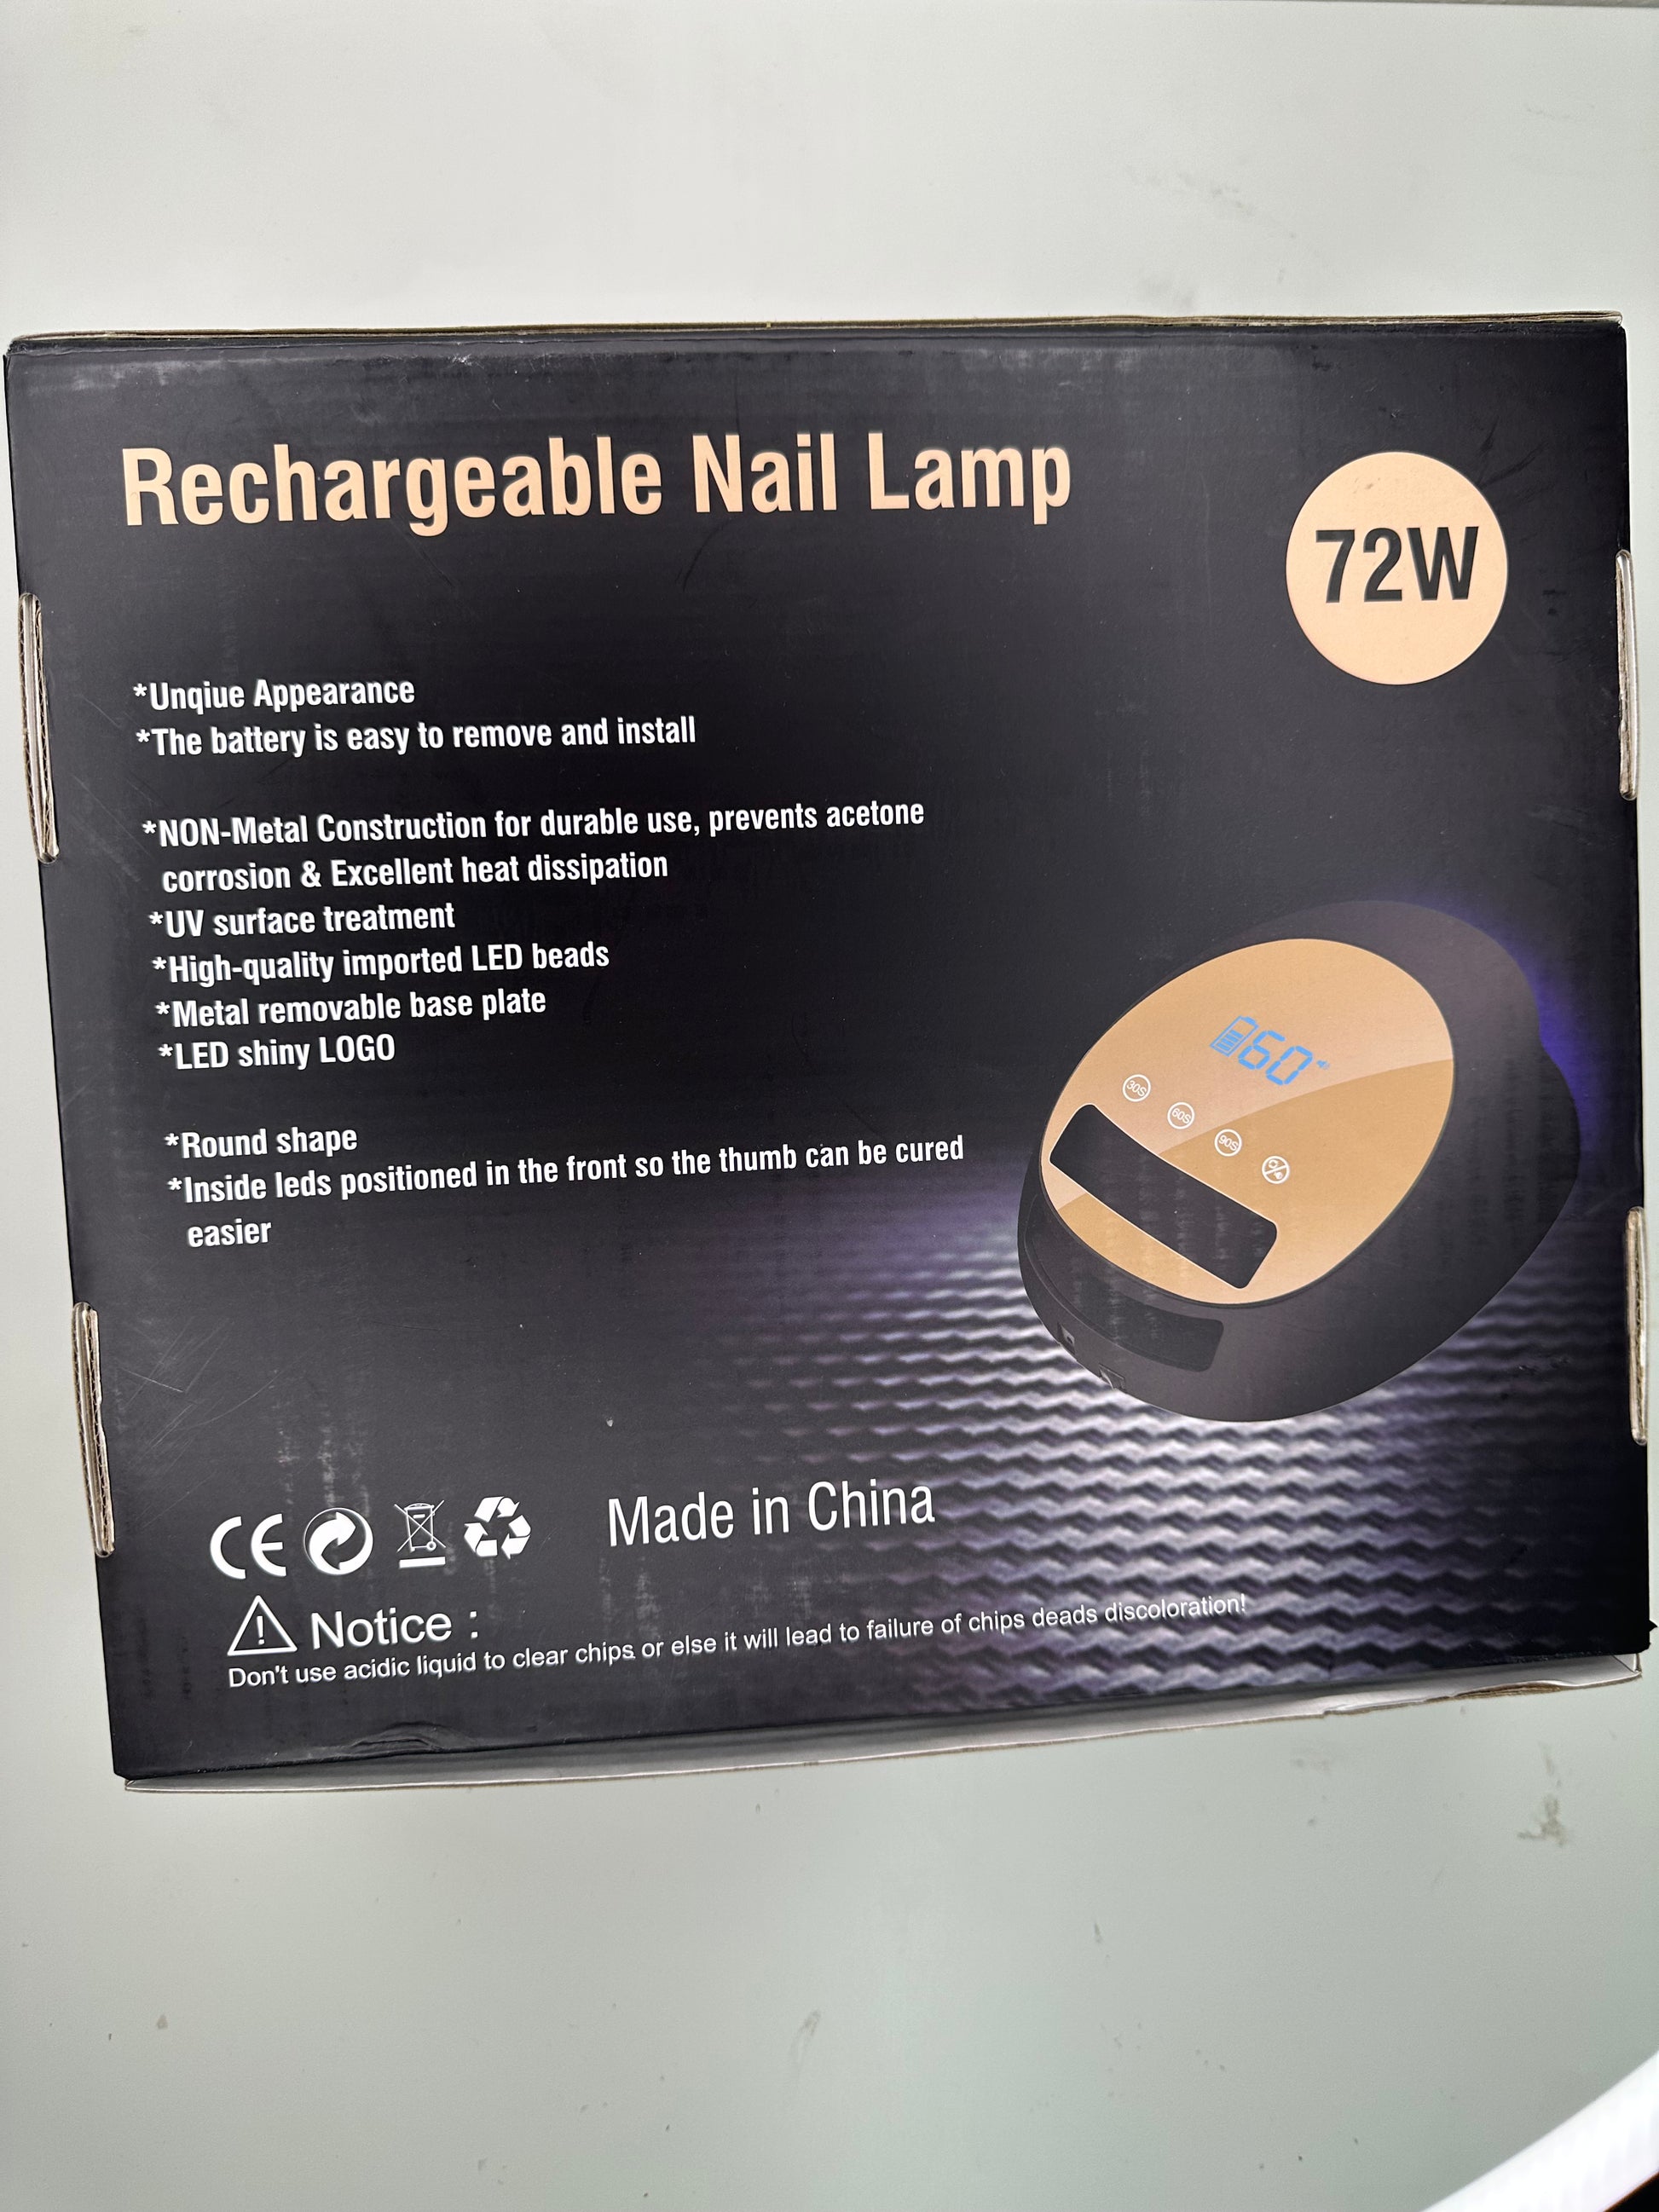 Rechargeable Nail Lamp
72W
*Unqiue Appearance
*The battery is easy to remove and install
*NON-Metal Construction for durable use, prevents acetone
corrosion & Excellent heat dissipation
*UV surface treatment
*High-quality imported LED beads
*Metal removable base plate
*LED shiny LOGO
*Round shape
*Inside leds positioned in the front so the thumb can be cured
easier
60
30S
60S
90S
CE
Made in China
Notice :
Don't use acidic liquid to clear chips or else it will lead to failure of chips deads discoloration!